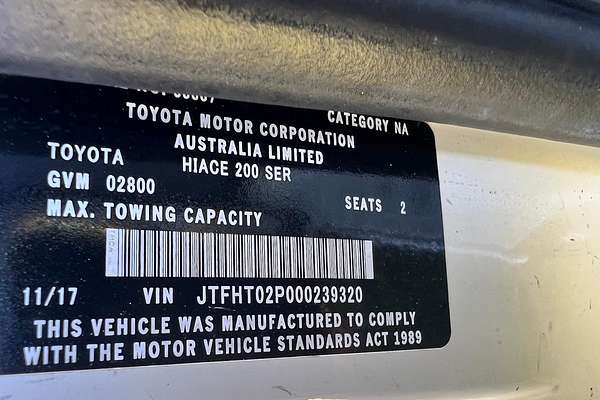 CATEGORY NA
TOYOTA MOTOR CORPORATION
AUSTRALIA LIMITED
TOYOTA HIACE 200 SER
GVM 02800
SEATS 2
MAX. TOWING CAPACITY
11/17 VIN JTFHT02P000239320
THIS VEHICLE WAS MANUFACTURED TO COMPLY
WITH THE MOTOR VEHICLE STANDARDS ACT 1989